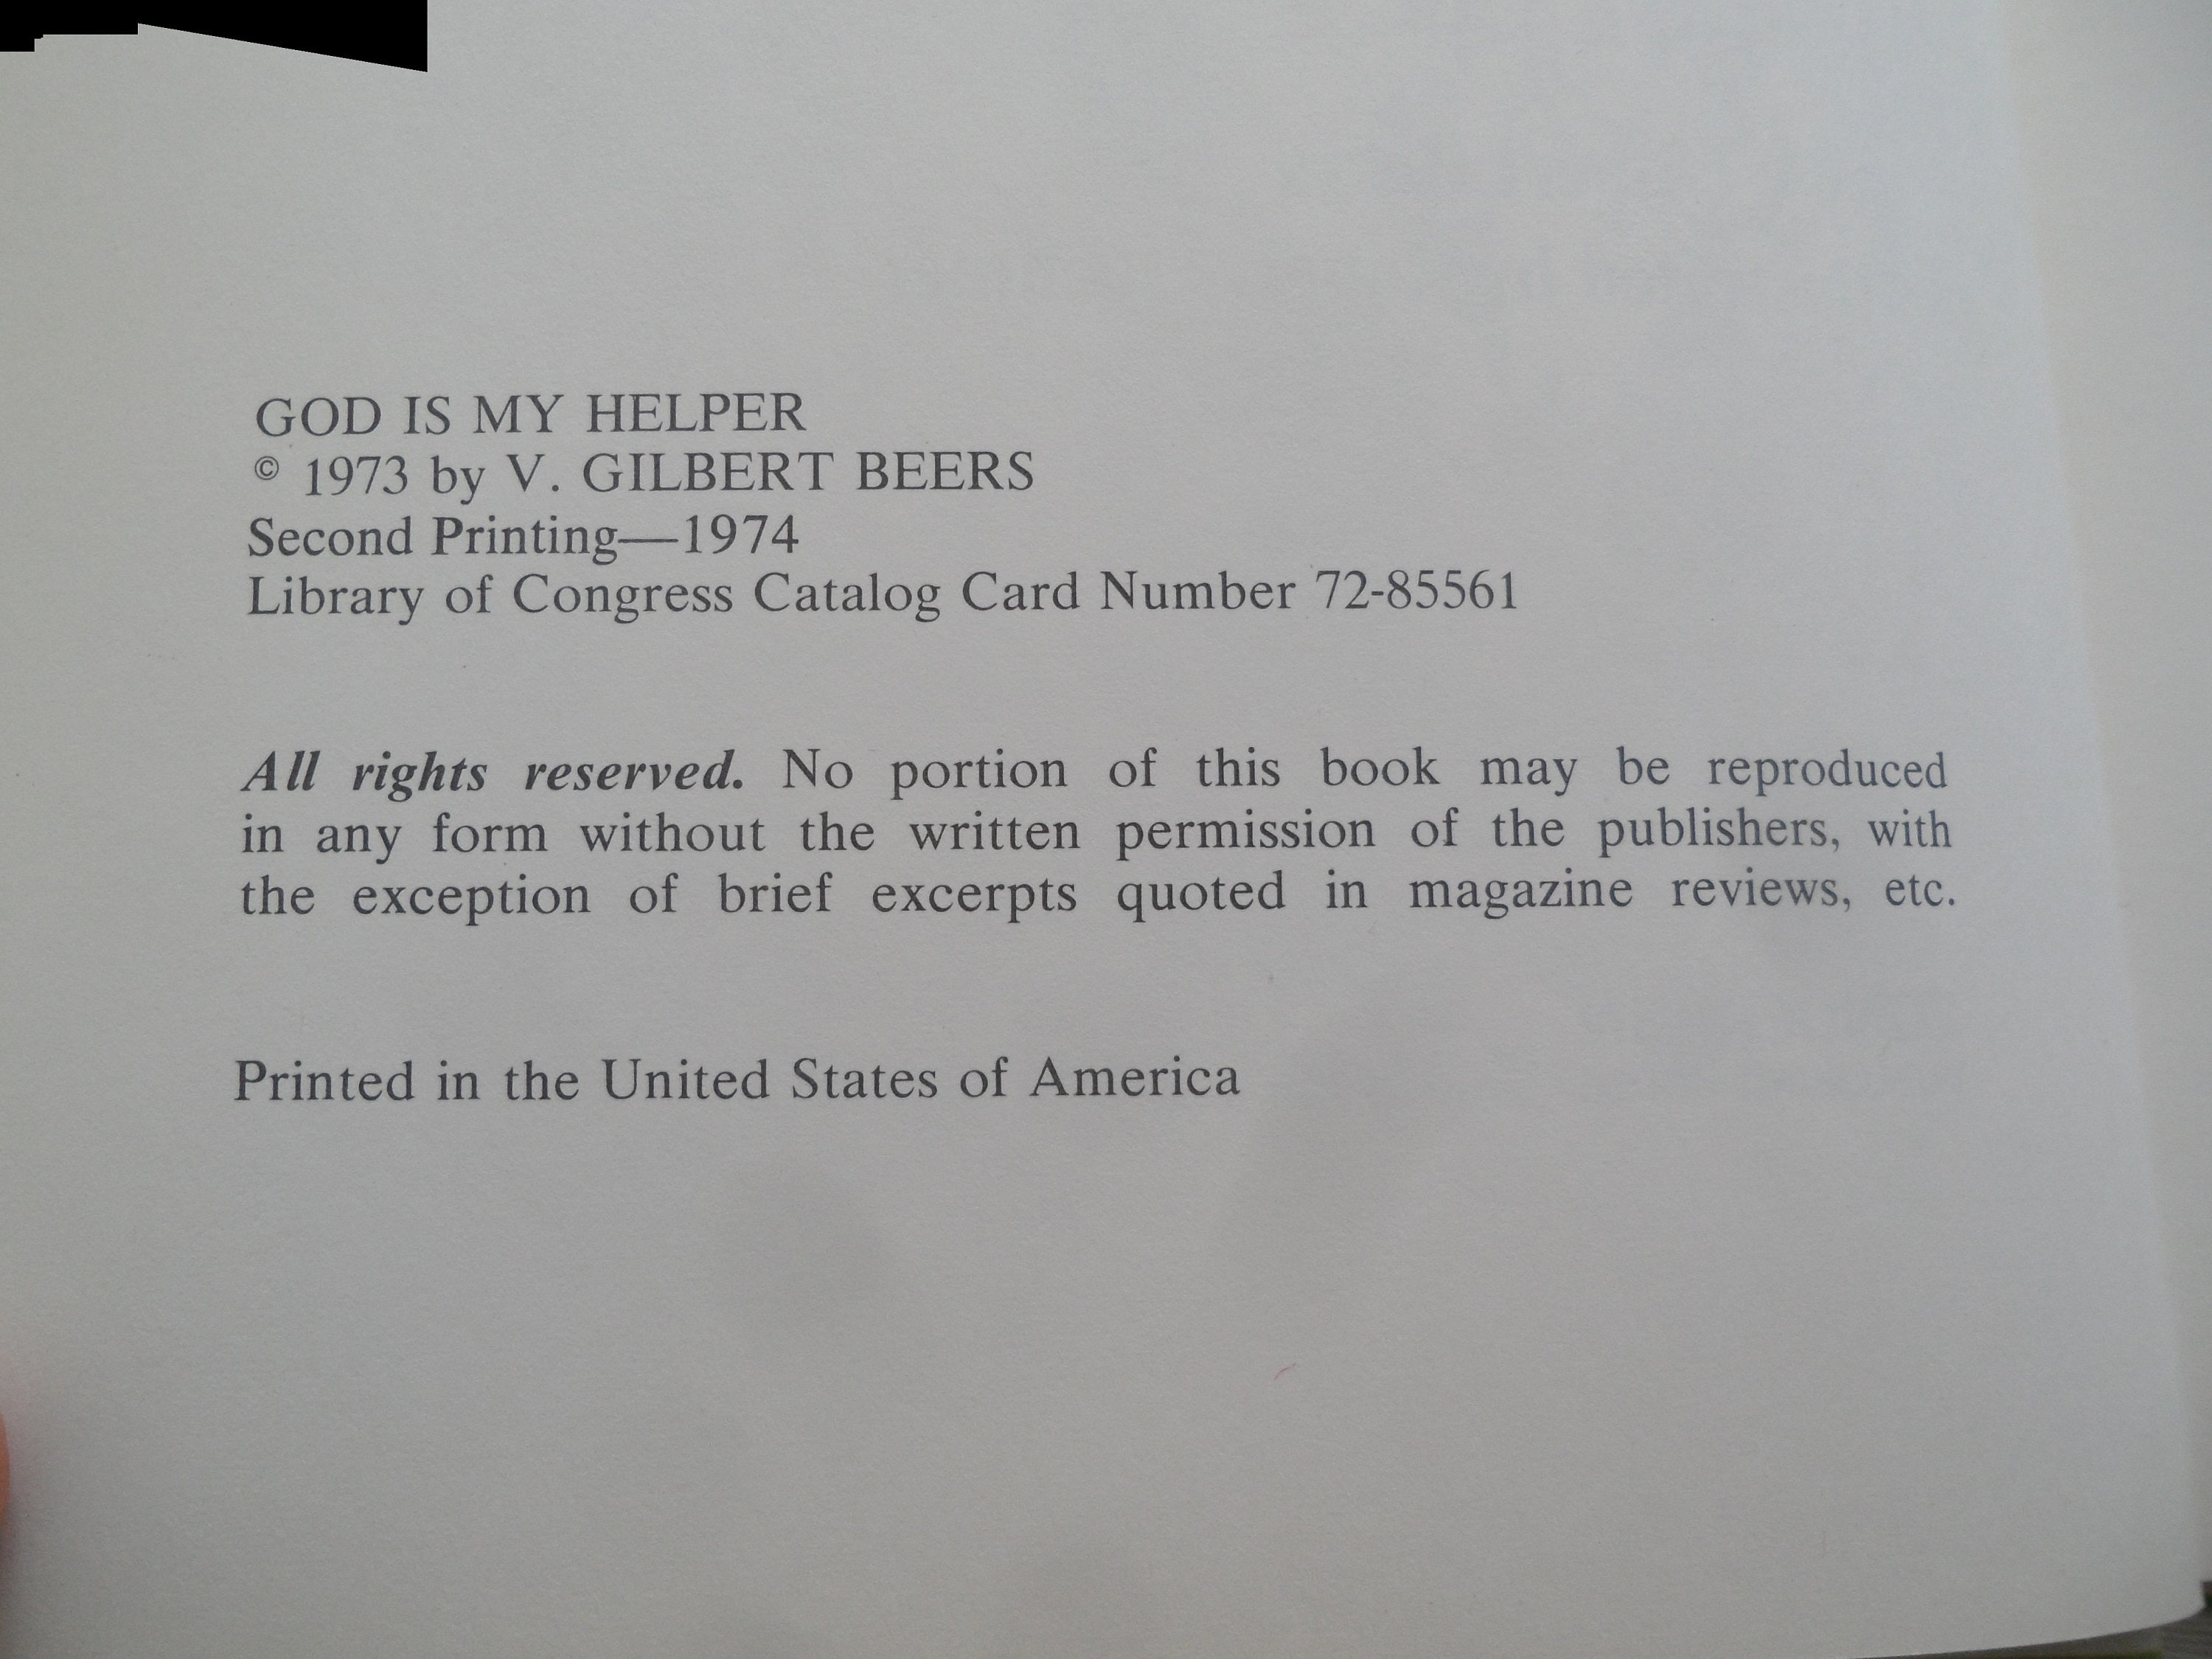 GOD IS MY HELPER
© 1973 by V. GILBERT BEERS
Second Printing—1974
Library of Congress Catalog Card Number 72-85561
All rights reserved. No portion of this book may be reproduced
in any form without the written permission of the publishers, with
the exception of brief excerpts quoted in magazine reviews, etc.
Printed in the United States of America